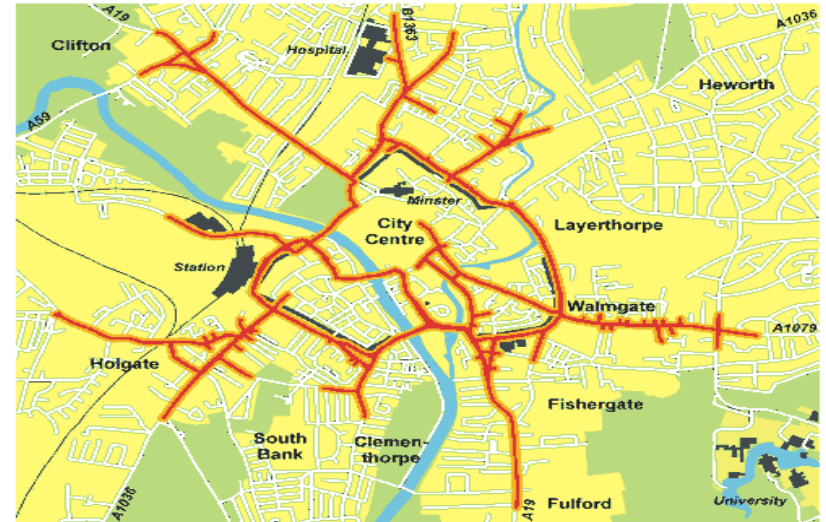 A19
B1363
A1036
Clifton
Hospital
Heworth
A59
Minster
City
Centre
Layerthorpe
Station
Walmgate
A1079
Holgate
Fishergate
South
Bank
Clemen-
thorpe
A1036
A19
Fulford
University